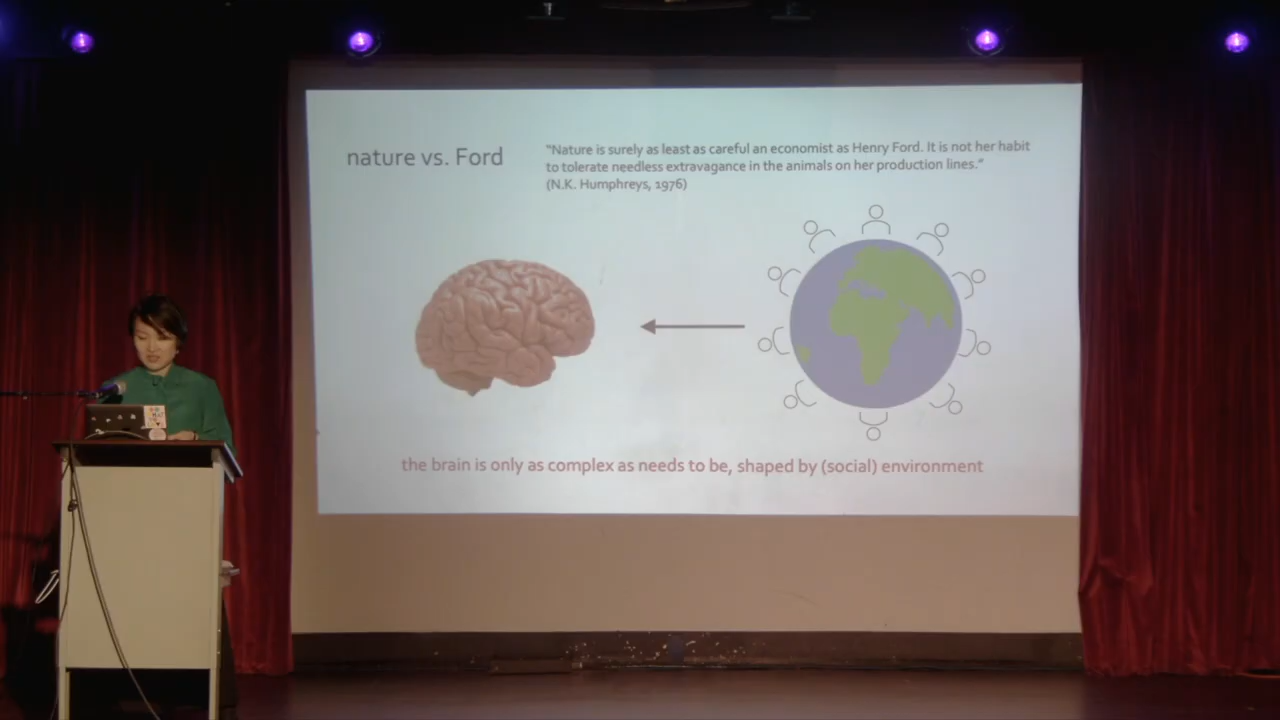 nature vs. Ford
"Nature is surely as least as careful an economist as Henry Ford. It is not her habit
to tolerate needless extravagance in the animals on her production lines."
(N.K. Humphreys, 1976)
the brain is only as complex as needs to be, shaped by (social) environment